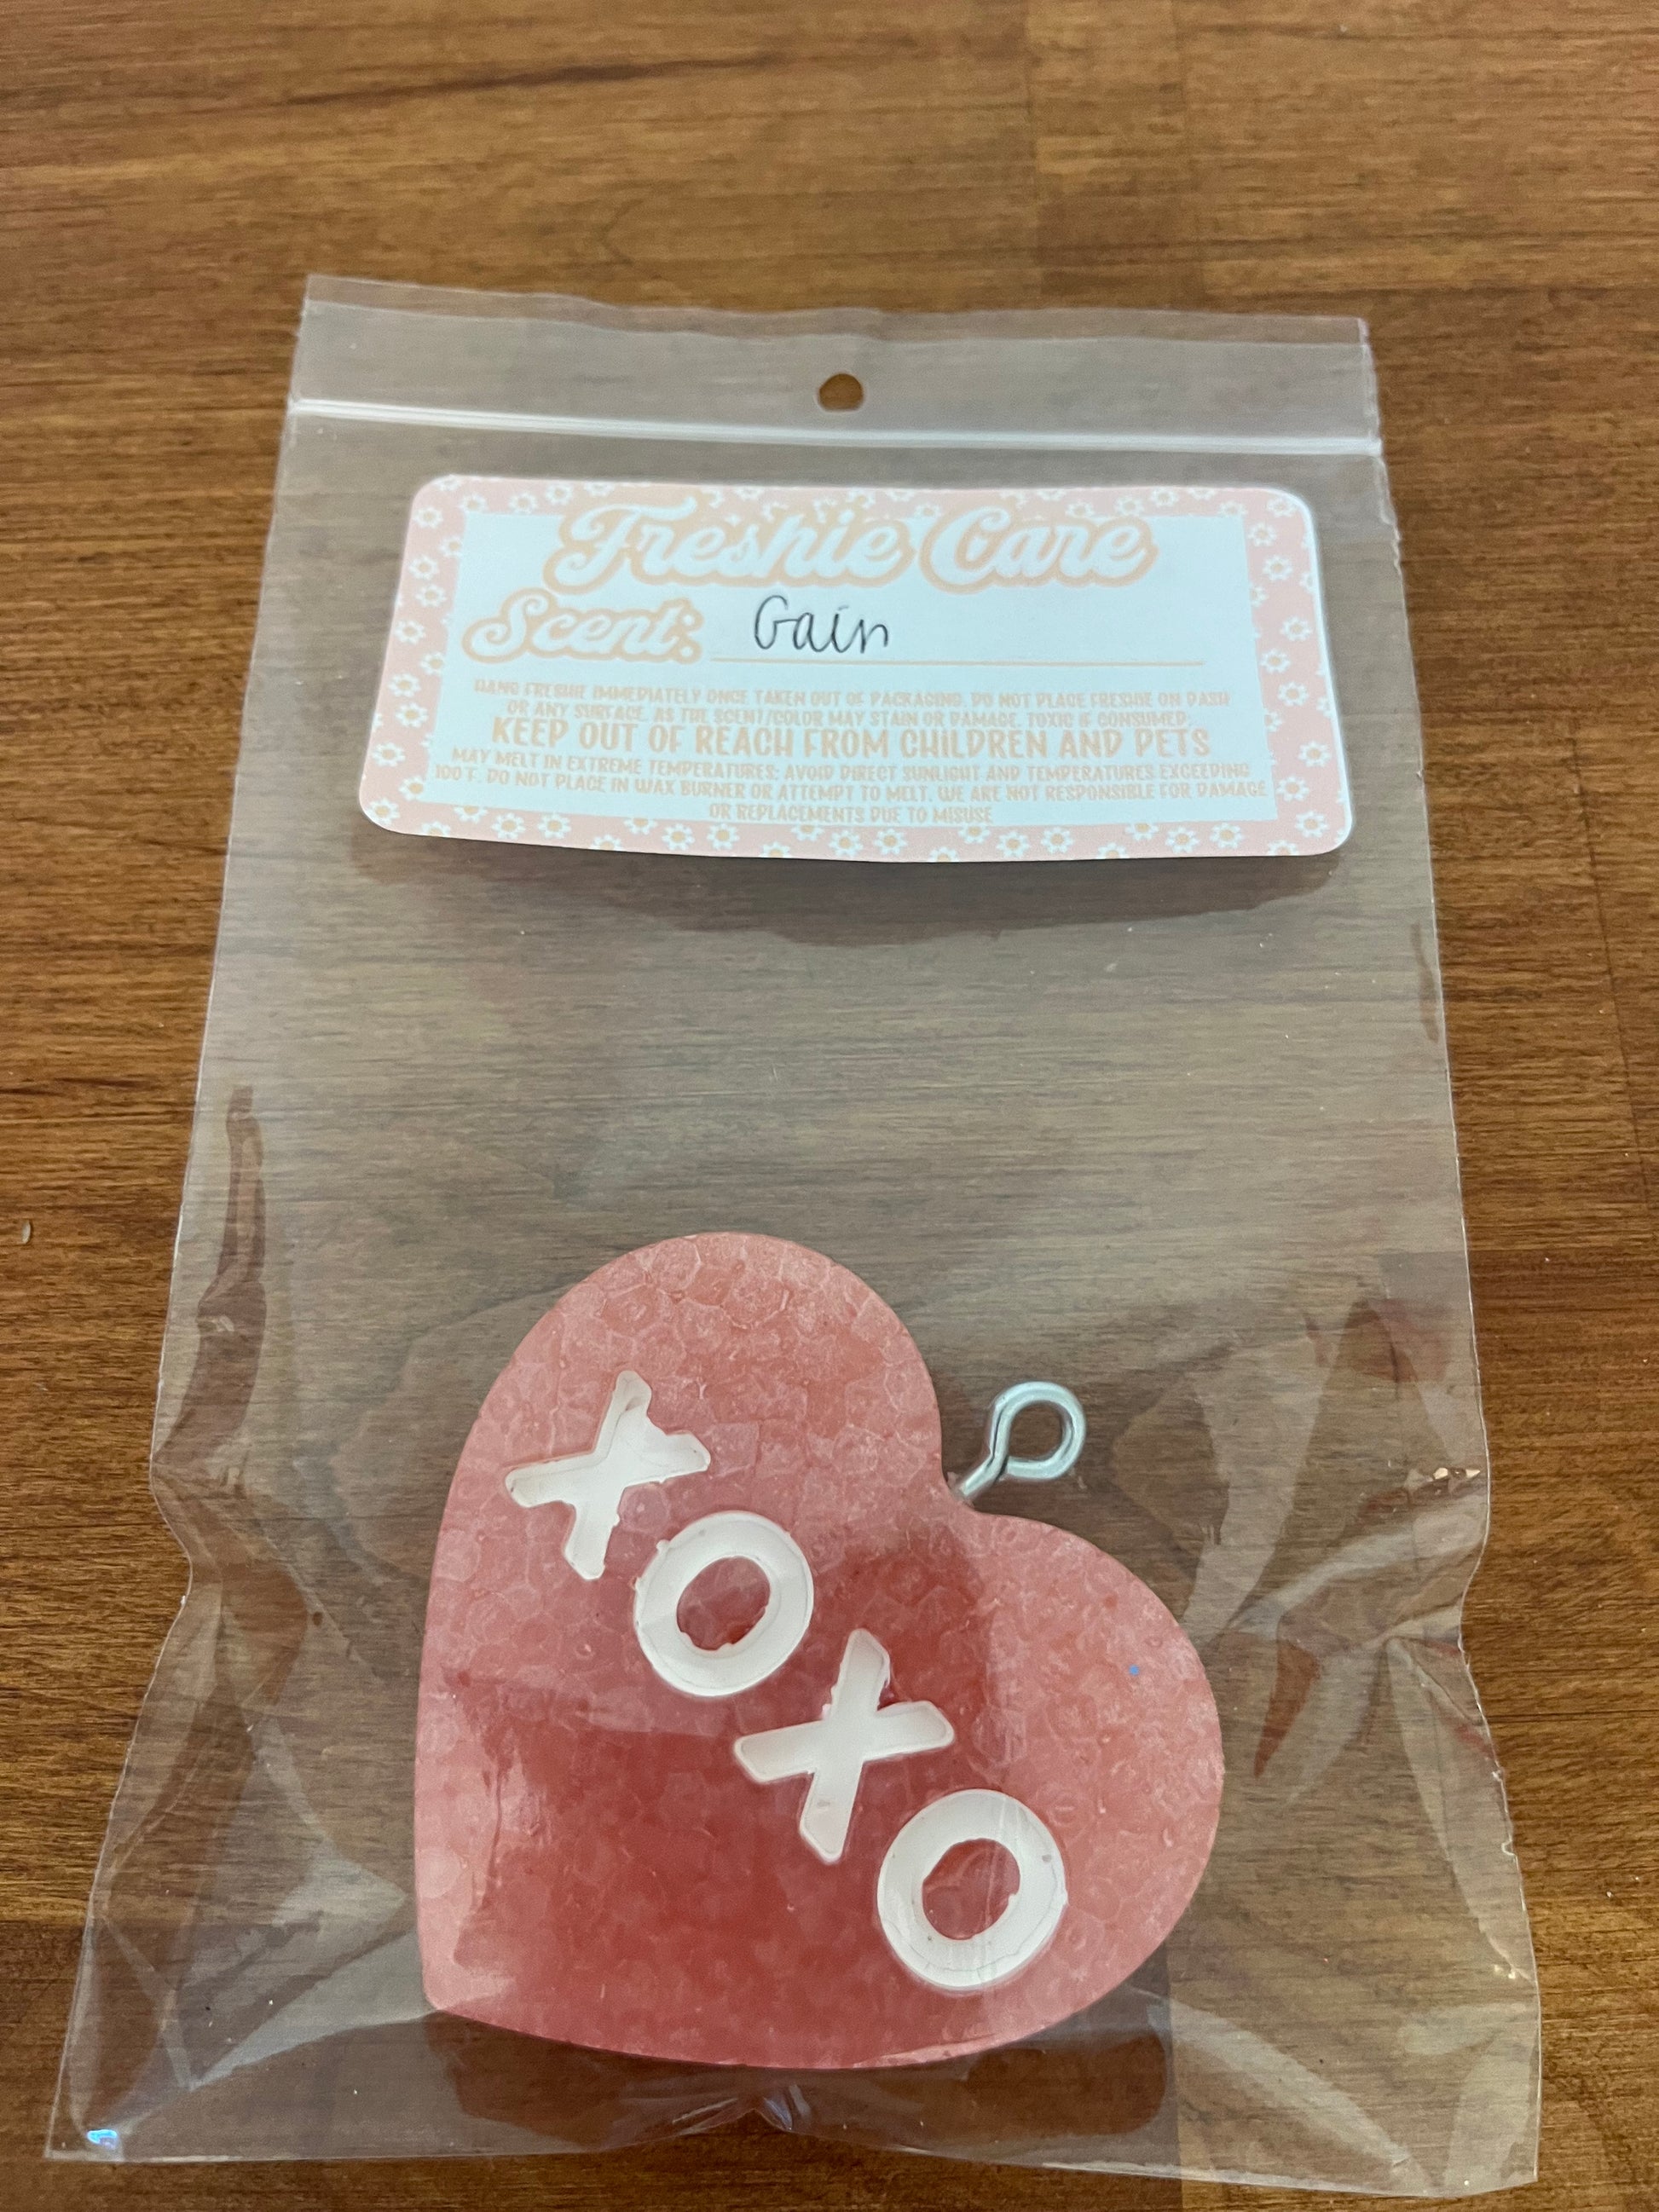 Freshie Care
Scent: Gain
HANG FRESHIE IMMEDIATELY ONCE TAKEN OUT OF PACKAGING. DO NOT PLACE FRESHIE ON DASH
OR ANY SURFACE, AS THE SCENT/COLOR MAY STAIN OR DAMAGE. TOXIC IF CONSUMED;
KEEP OUT OF REACH FROM CHILDREN AND PETS
MAY MELT IN EXTREME TEMPERATURES; AVOID DIRECT SUNLIGHT AND TEMPERATURES EXCEEDING
100°F. DO NOT PLACE IN WAX BURNER OR ATTEMPT TO MELT. WE ARE NOT RESPONSIBLE FOR DAMAGE
OR REPLACEMENTS DUE TO MISUSE
XOXO